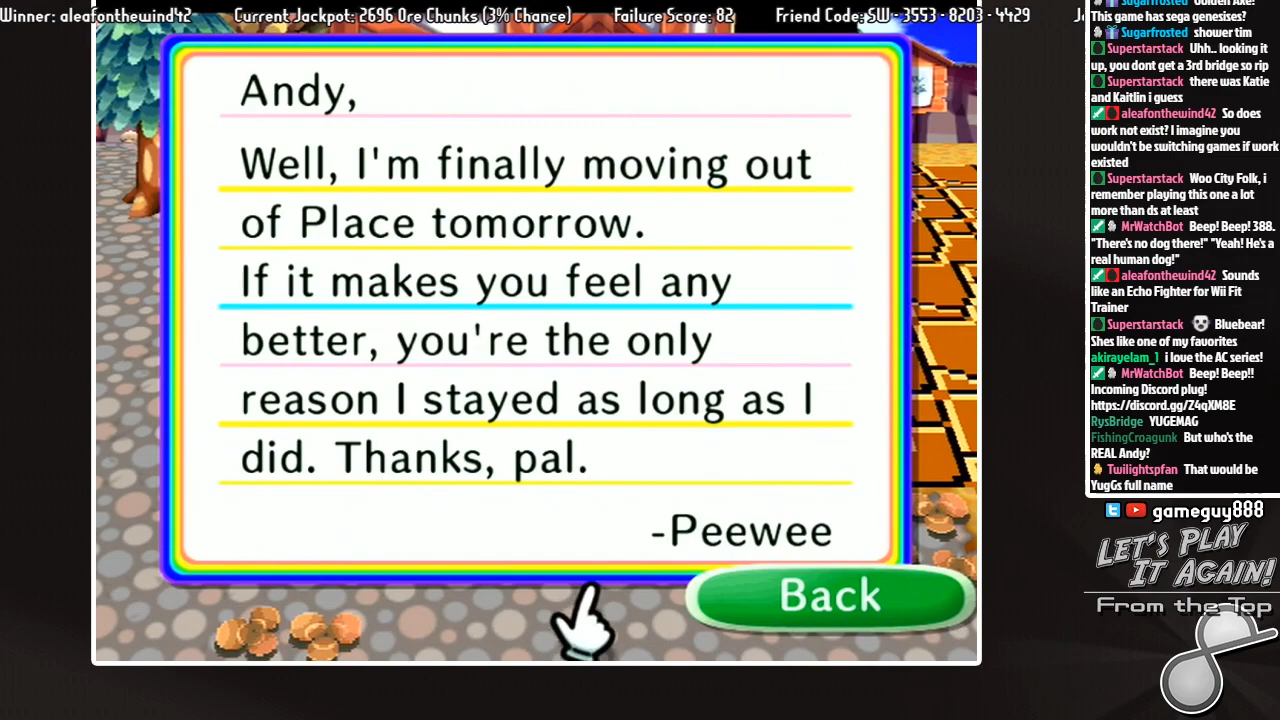 Winner: aleafonthewind42 Current Jackpot: 2696 Ore Chunks (3% Chance) Failure Score: 82 Friend Code: SW - 3553 - 8203 - 4429
Andy,
Well, I'm finally moving out
of Place tomorrow.
If it makes you feel any
better, you're the only
reason I stayed as long as I
did. Thanks, pal.
-Peewee
Back
Sugarfrosted Golden Axe!
This game has sega genesises?
Sugarfrosted shower tim
Superstarstack Uhh.. looking it
up, you dont get a 3rd bridge so rip
Superstarstack there was Katie
and Kaitlin i guess
aleafonthewind42 So does
work not exist? I imagine you
wouldn't be switching games if work
existed
Superstarstack Woo City Folk, i
remember playing this one a lot
more than ds at least
MrWatchBot Beep! Beep! 388.
"There's no dog there!" "Yeah! He's a
real human dog!"
aleafonthewind42 Sounds
like an Echo Fighter for Wii Fit
Trainer
Superstarstack Bluebear!
Shes like one of my favorites
akirayelam_1 i love the AC series!
MrWatchBot Beep! Beep!!
Incoming Discord plug!
https://discord.gg/Z4qXM8E
RysBridge YUGEMAG
FishingCroagunk But who's the
REAL Andy?
Twilightspfan That would be
YugGs full name
gameguy888
LET'S PLAY
IT AGAIN!
From the Top